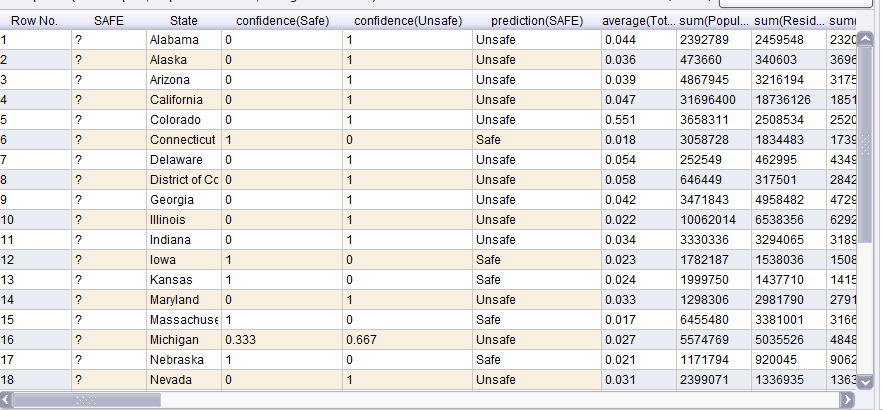 Row No. SAFE State confidence(Safe) confidence(Unsafe) prediction(SAFE) average(Tot... sum(Popul... sum(Resid... sum(
1 ? Alabama 0 1 Unsafe 0.044 2392789 2459548 2320
2 ? Alaska 0 1 Unsafe 0.036 473660 340603 3696
3 ? Arizona 0 1 Unsafe 0.039 4867945 3216194 3175
4 ? California 0 1 Unsafe 0.047 31696400 18736126 1851
5 ? Colorado 0 1 Unsafe 0.551 3658311 2508534 2520
6 ? Connecticut 1 0 Safe 0.018 3058728 1834483 1739
7 ? Delaware 0 1 Unsafe 0.054 252549 462995 4349
8 ? District of Cc 0 1 Unsafe 0.058 646449 317501 2842
9 ? Georgia 0 1 Unsafe 0.042 3471843 4958482 4729
10 ? Illinois 0 1 Unsafe 0.022 10062014 6538356 6292
11 ? Indiana 0 1 Unsafe 0.034 3330336 3294065 3189
12 ? Iowa 1 0 Safe 0.023 1782187 1538036 1508
13 ? Kansas 1 0 Safe 0.024 1999750 1437710 1415
14 ? Maryland 0 1 Unsafe 0.033 1298306 2981790 2791
15 ? Massachuse 1 0 Safe 0.017 6455480 3381001 3166
16 ? Michigan 0.333 0.667 Unsafe 0.027 5574769 5035526 4848
17 ? Nebraska 1 0 Safe 0.021 1171794 920045 9062
18 ? Nevada 0 1 Unsafe 0.031 2399071 1336935 1363